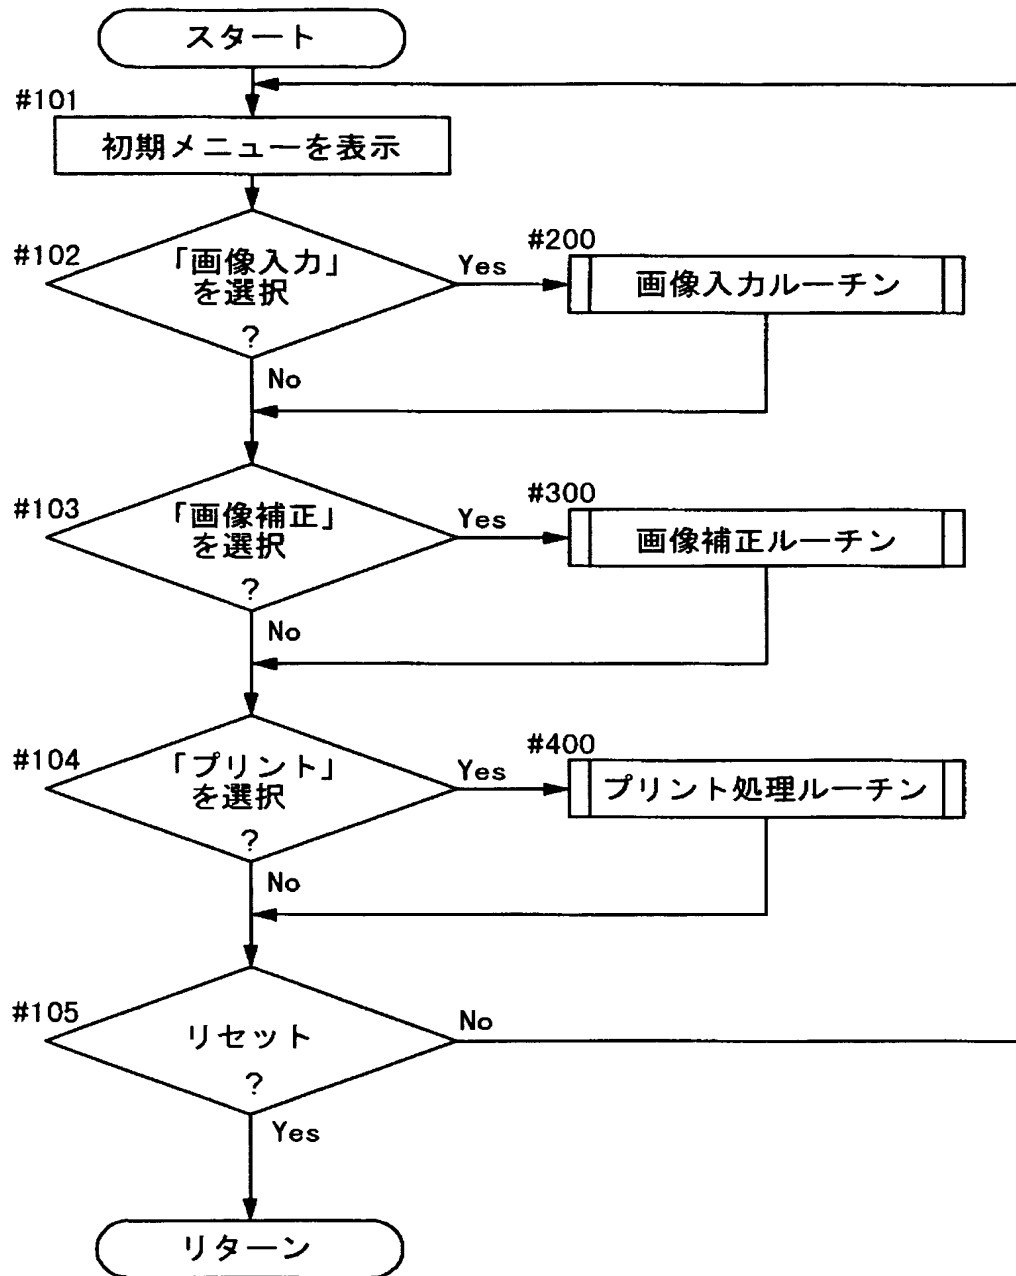 スタート
#101
初期メニューを表示
#102
「画像入力」
を選択
?
Yes
#200
画像入力ルーチン
No
#103
「画像補正」
を選択
?
Yes
#300
画像補正ルーチン
No
#104
「プリント」
を選択
?
Yes
#400
プリント処理ルーチン
No
#105
リセット
?
No
Yes
リターン